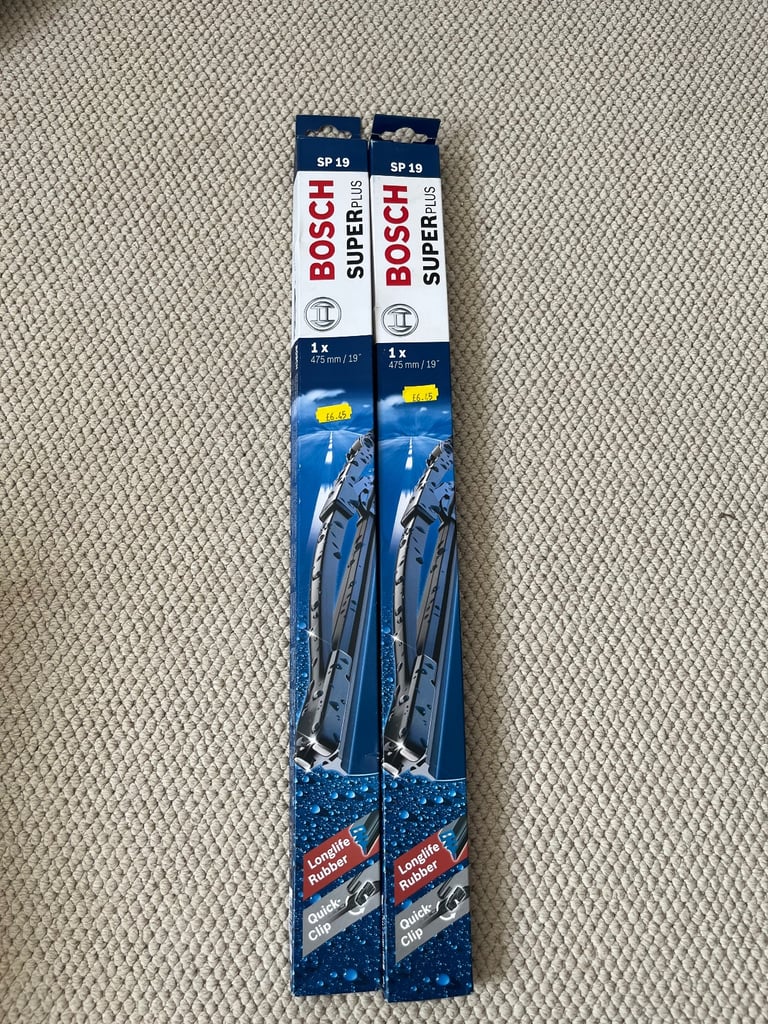 SP 19
BOSCH
SUPERPLUS
1 x
475 mm / 19"
£6.45
Longlife
Rubber
Quick-
Clip
SP 19
BOSCH
SUPERPLUS
1 x
475 mm / 19"
£6.45
Longlife
Rubber
Quick-
Clip